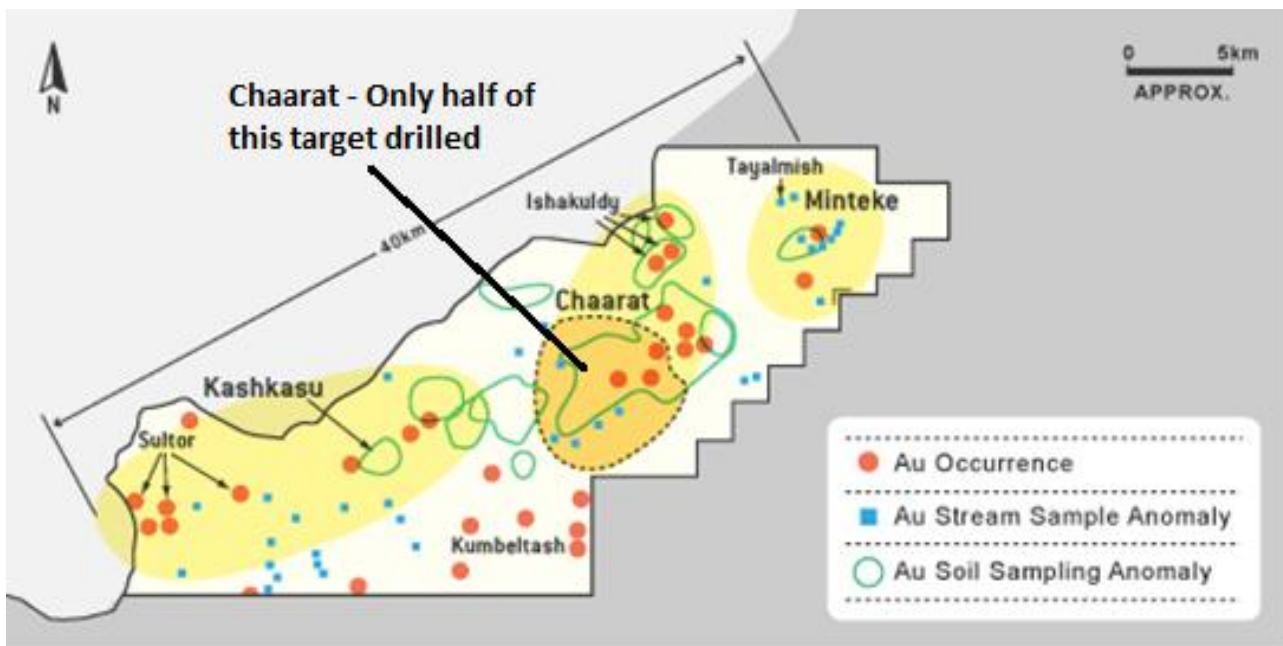 0 5km
APPROX.
N
Chaarat - Only half of
this target drilled
40km
Tayalmish
Minteke
Ishakuldy
Chaarat
Kashkasu
Sultor
Kumbeltash
Au Occurrence
Au Stream Sample Anomaly
Au Soil Sampling Anomaly